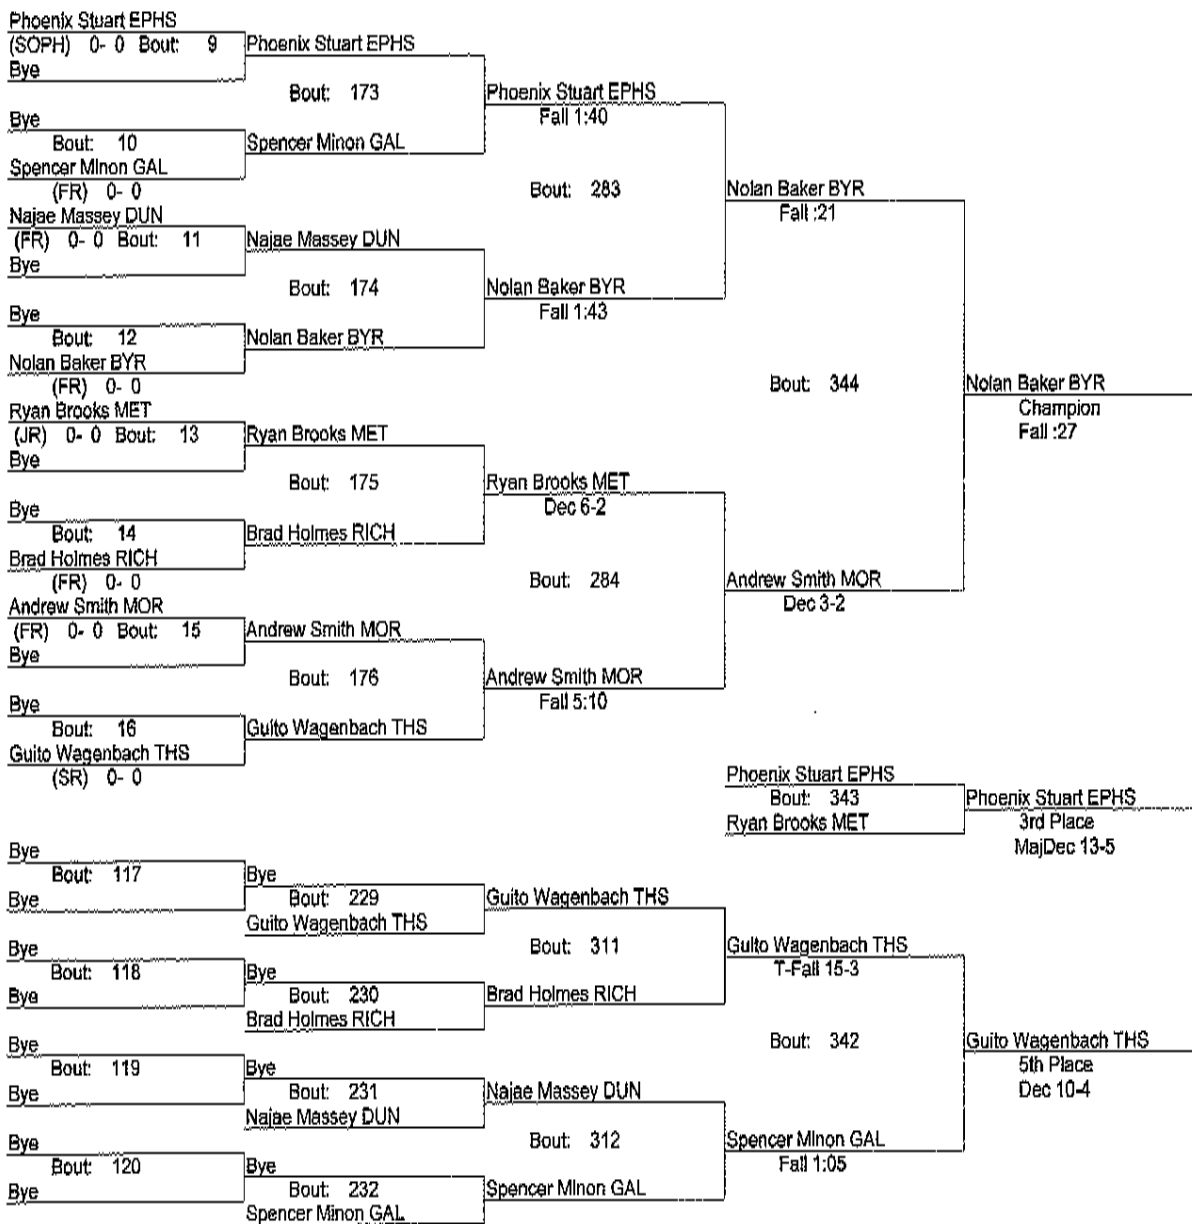 Phoenix Stuart EPHS
(SOPH) 0- 0 Bout: 9
Bye
Bye
Bout: 10
Spencer Minon GAL
(FR) 0- 0
Najae Massey DUN
(FR) 0- 0 Bout: 11
Bye
Bye
Bout: 12
Nolan Baker BYR
(FR) 0- 0
Ryan Brooks MET
(JR) 0- 0 Bout: 13
Bye
Bye
Bout: 14
Brad Holmes RICH
(FR) 0- 0
Andrew Smith MOR
(FR) 0- 0 Bout: 15
Bye
Bye
Bout: 16
Guito Wagenbach THS
(SR) 0- 0
Phoenix Stuart EPHS
Bout: 173
Spencer Minon GAL
Najae Massey DUN
Bout: 174
Nolan Baker BYR
Ryan Brooks MET
Bout: 175
Brad Holmes RICH
Andrew Smith MOR
Bout: 176
Guito Wagenbach THS
Phoenix Stuart EPHS
Fall 1:40
Bout: 283
Nolan Baker BYR
Fall 1:43
Ryan Brooks MET
Dec 6-2
Bout: 284
Andrew Smith MOR
Fall 5:10
Nolan Baker BYR
Fall :21
Bout: 344
Andrew Smith MOR
Dec 3-2
Nolan Baker BYR
Champion
Fall :27
Phoenix Stuart EPHS
Bout: 343
Ryan Brooks MET
Phoenix Stuart EPHS
3rd Place
MajDec 13-5
Bye
Bout: 117
Bye
Bye
Bout: 118
Bye
Bye
Bout: 119
Bye
Bye
Bout: 120
Bye
Bye
Bout: 229
Guito Wagenbach THS
Bye
Bout: 230
Brad Holmes RICH
Bye
Bout: 231
Najae Massey DUN
Bye
Bout: 232
Spencer Minon GAL
Guito Wagenbach THS
Bout: 311
Brad Holmes RICH
Najae Massey DUN
Bout: 312
Spencer Minon GAL
Guito Wagenbach THS
T-Fall 15-3
Bout: 342
Spencer Minon GAL
Fall 1:05
Guito Wagenbach THS
5th Place
Dec 10-4